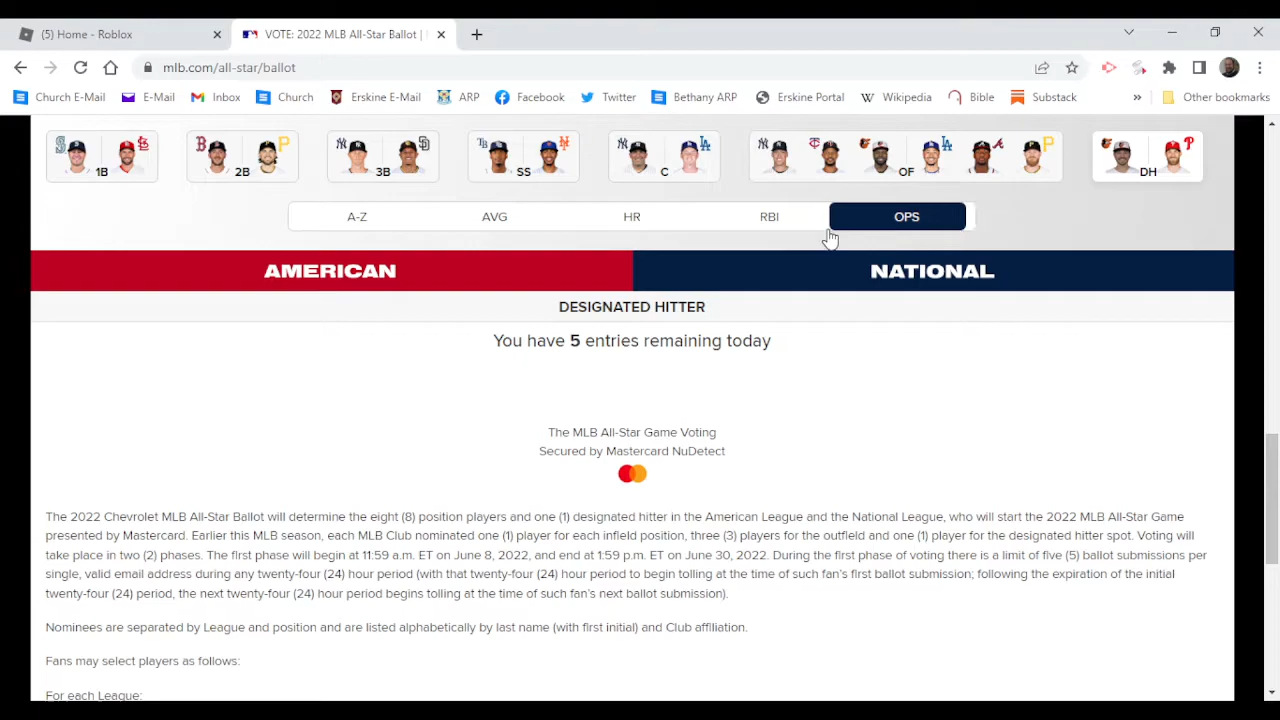 (5) Home - Roblox
VOTE: 2022 MLB All-Star Ballot |
mlb.com/all-star/ballot
Church E-Mail E-Mail Inbox Church Erskine E-Mail ARP Facebook Twitter Bethany ARP Erskine Portal Wikipedia Bible Substack » Other bookmarks
1B 2B 3B SS C OF DH
A-Z AVG HR RBI OPS
AMERICAN NATIONAL
DESIGNATED HITTER
You have 5 entries remaining today
The MLB All-Star Game Voting
Secured by Mastercard NuDetect
The 2022 Chevrolet MLB All-Star Ballot will determine the eight (8) position players and one (1) designated hitter in the American League and the National League, who will start the 2022 MLB All-Star Game
presented by Mastercard. Earlier this MLB season, each MLB Club nominated one (1) player for each infield position, three (3) players for the outfield and one (1) player for the designated hitter spot. Voting will
take place in two (2) phases. The first phase will begin at 11:59 a.m. ET on June 8, 2022, and end at 1:59 p.m. ET on June 30, 2022. During the first phase of voting there is a limit of five (5) ballot submissions per
single, valid email address during any twenty-four (24) hour period (with that twenty-four (24) hour period to begin tolling at the time of such fan's first ballot submission; following the expiration of the initial
twenty-four (24) period, the next twenty-four (24) hour period begins tolling at the time of such fan's next ballot submission).
Nominees are separated by League and position and are listed alphabetically by last name (with first initial) and Club affiliation.
Fans may select players as follows:
For each League: